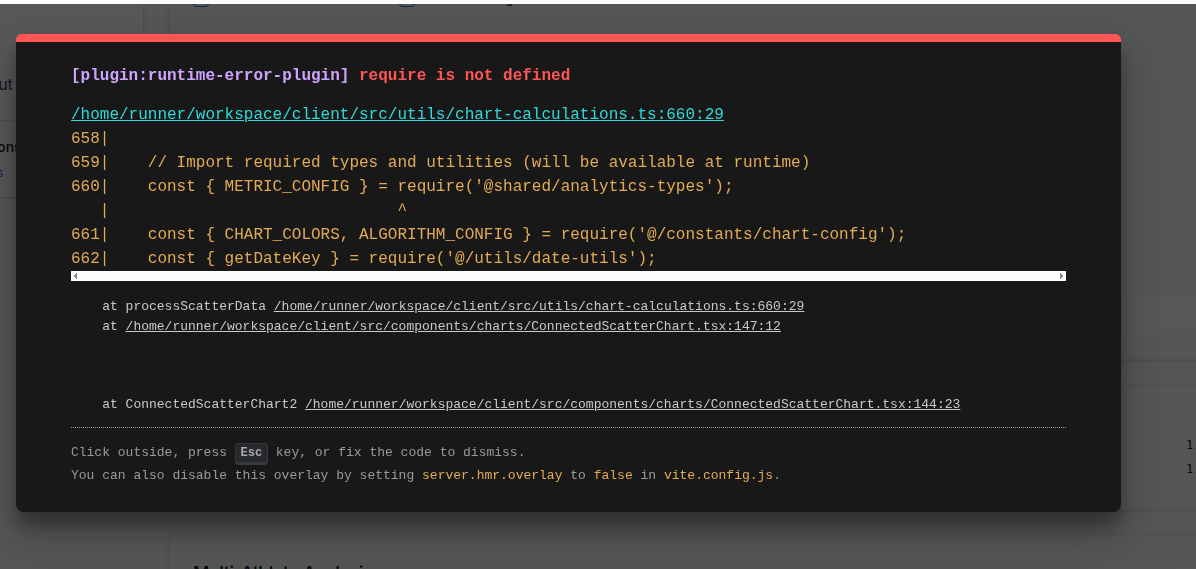 ut
ons
s
[plugin:runtime-error-plugin] require is not defined
/home/runner/workspace/client/src/utils/chart-calculations.ts:660:29
658|
659|    // Import required types and utilities (will be available at runtime)
660|    const { METRIC_CONFIG } = require('@shared/analytics-types');
   |                              ^
661|    const { CHART_COLORS, ALGORITHM_CONFIG } = require('@/constants/chart-config');
662|    const { getDateKey } = require('@/utils/date-utils');
at processScatterData /home/runner/workspace/client/src/utils/chart-calculations.ts:660:29
at /home/runner/workspace/client/src/components/charts/ConnectedScatterChart.tsx:147:12
at ConnectedScatterChart2 /home/runner/workspace/client/src/components/charts/ConnectedScatterChart.tsx:144:23
Click outside, press Esc key, or fix the code to dismiss.
You can also disable this overlay by setting server.hmr.overlay to false in vite.config.js.
1
1